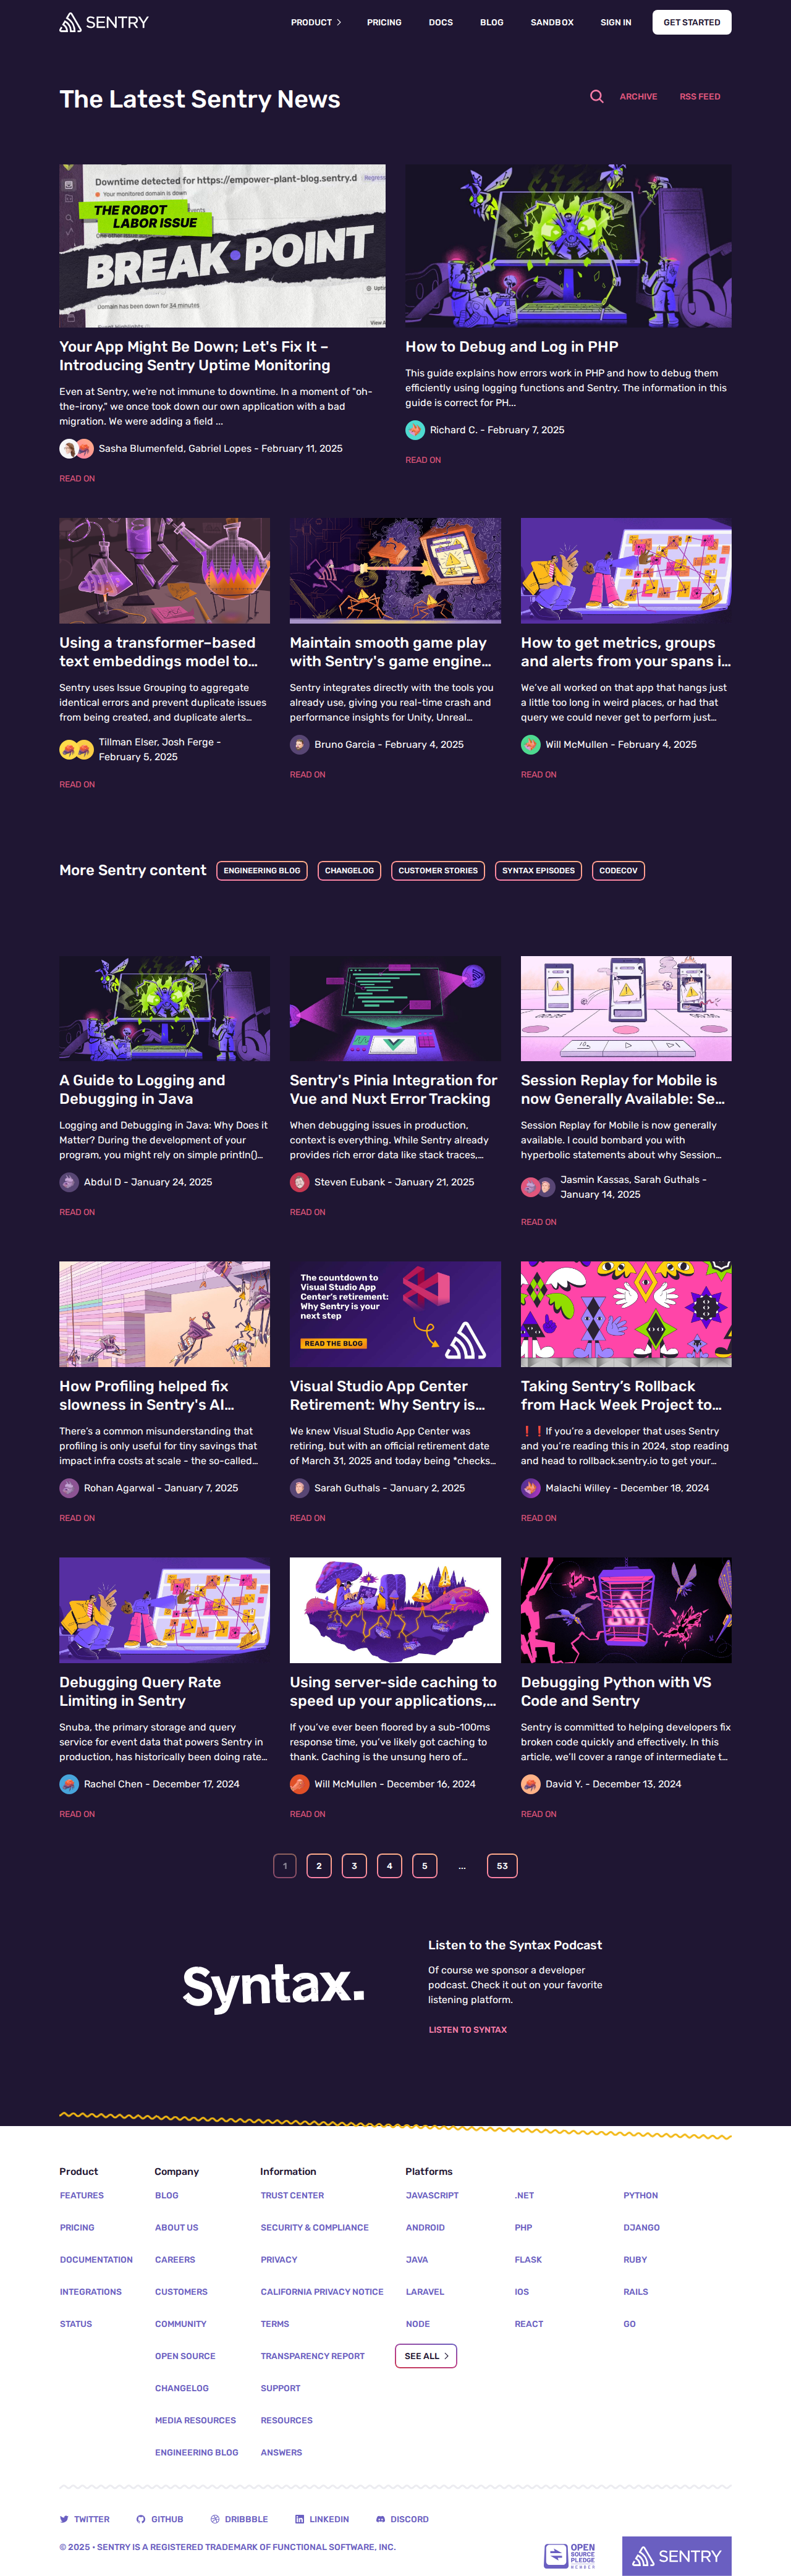 SENTRY
PRODUCT
PRICING
DOCS
BLOG
SANDBOX
SIGN IN
GET STARTED
The Latest Sentry News
ARCHIVE
RSS FEED
Downtime detected for https://empower-plant-blog.sentry.d
Your monitored domain is down
THE ROBOT
LABOR ISSUE
BREAK•POINT
Domain has been down for 34 minutes
Your App Might Be Down; Let's Fix It –
Introducing Sentry Uptime Monitoring
Even at Sentry, we're not immune to downtime. In a moment of "oh-
the-irony," we once took down our own application with a bad
migration. We were adding a field ...
Sasha Blumenfeld, Gabriel Lopes - February 11, 2025
READ ON
How to Debug and Log in PHP
This guide explains how errors work in PHP and how to debug them
efficiently using logging functions and Sentry. The information in this
guide is correct for PH...
Richard C. - February 7, 2025
READ ON
Using a transformer-based
text embeddings model to...
Sentry uses Issue Grouping to aggregate
identical errors and prevent duplicate issues
from being created, and duplicate alerts...
Tillman Elser, Josh Ferge -
February 5, 2025
READ ON
Maintain smooth game play
with Sentry's game engine...
Sentry integrates directly with the tools you
already use, giving you real-time crash and
performance insights for Unity, Unreal...
Bruno Garcia - February 4, 2025
READ ON
How to get metrics, groups
and alerts from your spans i...
We've all worked on that app that hangs just
a little too long in weird places, or had that
query we could never get to perform just...
Will McMullen - February 4, 2025
READ ON
More Sentry content
ENGINEERING BLOG
CHANGELOG
CUSTOMER STORIES
SYNTAX EPISODES
CODECOV
A Guide to Logging and
Debugging in Java
Logging and Debugging in Java: Why Does it
Matter? During the development of your
program, you might rely on simple println()...
Abdul D - January 24, 2025
READ ON
Sentry's Pinia Integration for
Vue and Nuxt Error Tracking
When debugging issues in production,
context is everything. While Sentry already
provides rich error data like stack traces,...
Steven Eubank - January 21, 2025
READ ON
Session Replay for Mobile is
now Generally Available: Se...
Session Replay for Mobile is now generally
available. I could bombard you with
hyperbolic statements about why Session...
Jasmin Kassas, Sarah Guthals -
January 14, 2025
READ ON
How Profiling helped fix
slowness in Sentry's AI...
There's a common misunderstanding that
profiling is only useful for tiny savings that
impact infra costs at scale - the so-called...
Rohan Agarwal - January 7, 2025
READ ON
The countdown to
Visual Studio App
Center's retirement:
Why Sentry is your
next step
READ THE BLOG
Visual Studio App Center
Retirement: Why Sentry is...
We knew Visual Studio App Center was
retiring, but with an official retirement date
of March 31, 2025 and today being *checks...
Sarah Guthals - January 2, 2025
READ ON
Taking Sentry's Rollback
from Hack Week Project to...
❗❗If you're a developer that uses Sentry
and you're reading this in 2024, stop reading
and head to rollback.sentry.io to get your...
Malachi Willey - December 18, 2024
READ ON
Debugging Query Rate
Limiting in Sentry
Snuba, the primary storage and query
service for event data that powers Sentry in
production, has historically been doing rate...
Rachel Chen - December 17, 2024
READ ON
Using server-side caching to
speed up your applications,...
If you've ever been floored by a sub-100ms
response time, you've likely got caching to
thank. Caching is the unsung hero of...
Will McMullen - December 16, 2024
READ ON
Debugging Python with VS
Code and Sentry
Sentry is committed to helping developers fix
broken code quickly and effectively. In this
article, we'll cover a range of intermediate t...
David Y. - December 13, 2024
READ ON
1 2 3 4 5 ... 53
Syntax.
Listen to the Syntax Podcast
Of course we sponsor a developer
podcast. Check it out on your favorite
listening platform.
LISTEN TO SYNTAX
Product
FEATURES
PRICING
DOCUMENTATION
INTEGRATIONS
STATUS
Company
BLOG
ABOUT US
CAREERS
CUSTOMERS
COMMUNITY
OPEN SOURCE
CHANGELOG
MEDIA RESOURCES
ENGINEERING BLOG
Information
TRUST CENTER
SECURITY & COMPLIANCE
PRIVACY
CALIFORNIA PRIVACY NOTICE
TERMS
TRANSPARENCY REPORT
SUPPORT
RESOURCES
ANSWERS
Platforms
JAVASCRIPT
ANDROID
JAVA
LARAVEL
NODE
SEE ALL
.NET
PHP
FLASK
IOS
REACT
PYTHON
DJANGO
RUBY
RAILS
GO
TWITTER
GITHUB
DRIBBBLE
LINKEDIN
DISCORD
© 2025 • SENTRY IS A REGISTERED TRADEMARK OF FUNCTIONAL SOFTWARE, INC.
OPEN
SOURCE
PLEDGE
MEMBER
SENTRY